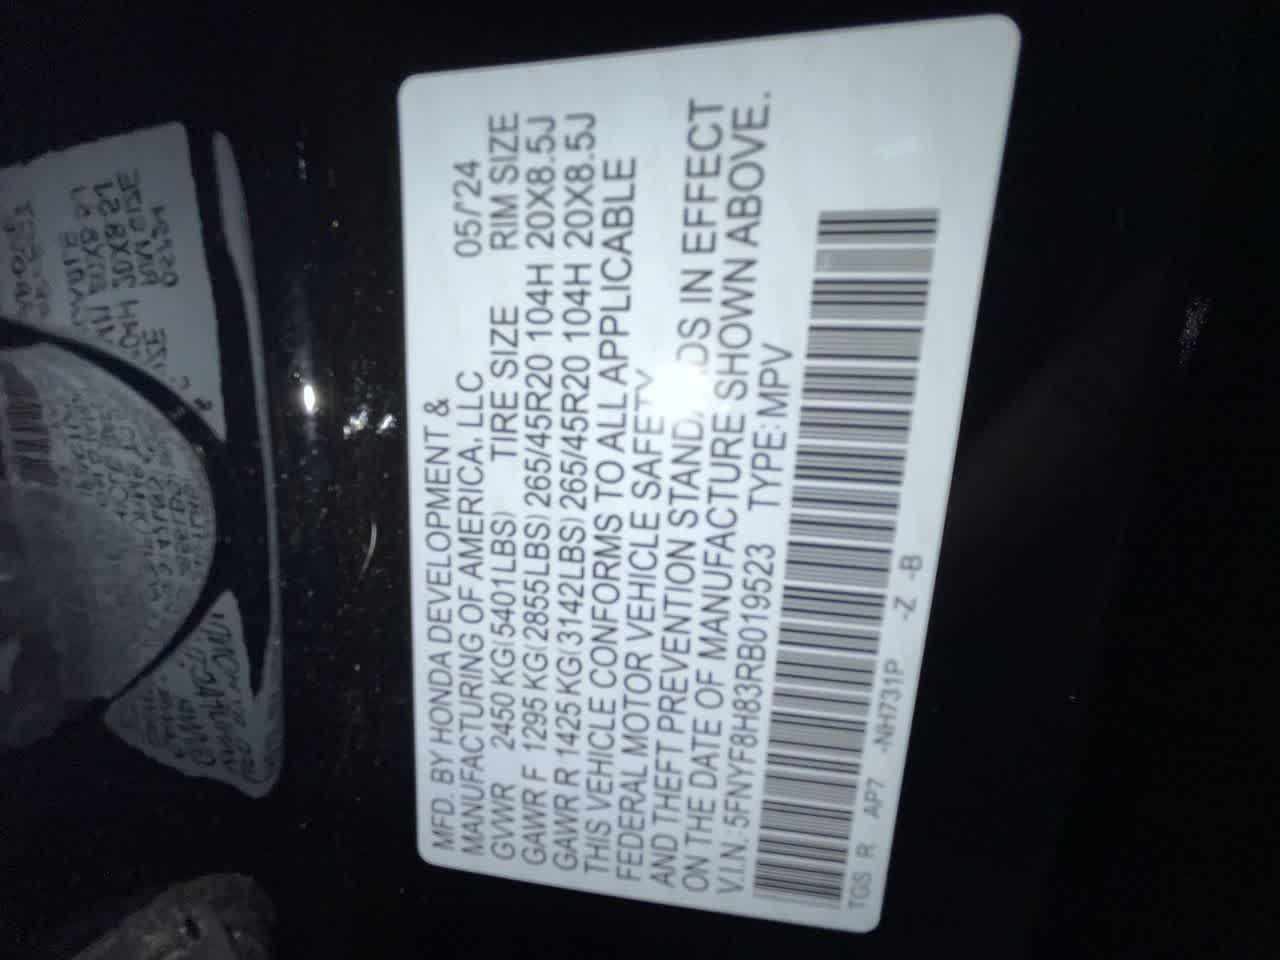 MFD. BY HONDA DEVELOPMENT &
MANUFACTURING OF AMERICA, LLC 05/'24
GVWR 2450 KG(5401LBS) TIRE SIZE RIM SIZE
GAWR F 1295 KG(2855LBS) 265/45R20 104H 20X8.5J
GAWR R 1425 KG(3142LBS) 265/45R20 104H 20X8.5J
THIS VEHICLE CONFORMS TO ALL APPLICABLE
FEDERAL MOTOR VEHICLE SAFETY
AND THEFT PREVENTION STANDARDS IN EFFECT
ON THE DATE OF MANUFACTURE SHOWN ABOVE.
V.I.N.: 5FNYF8H83RB019523 TYPE: MPV
TGS R AP7 -NH731P -Z -B